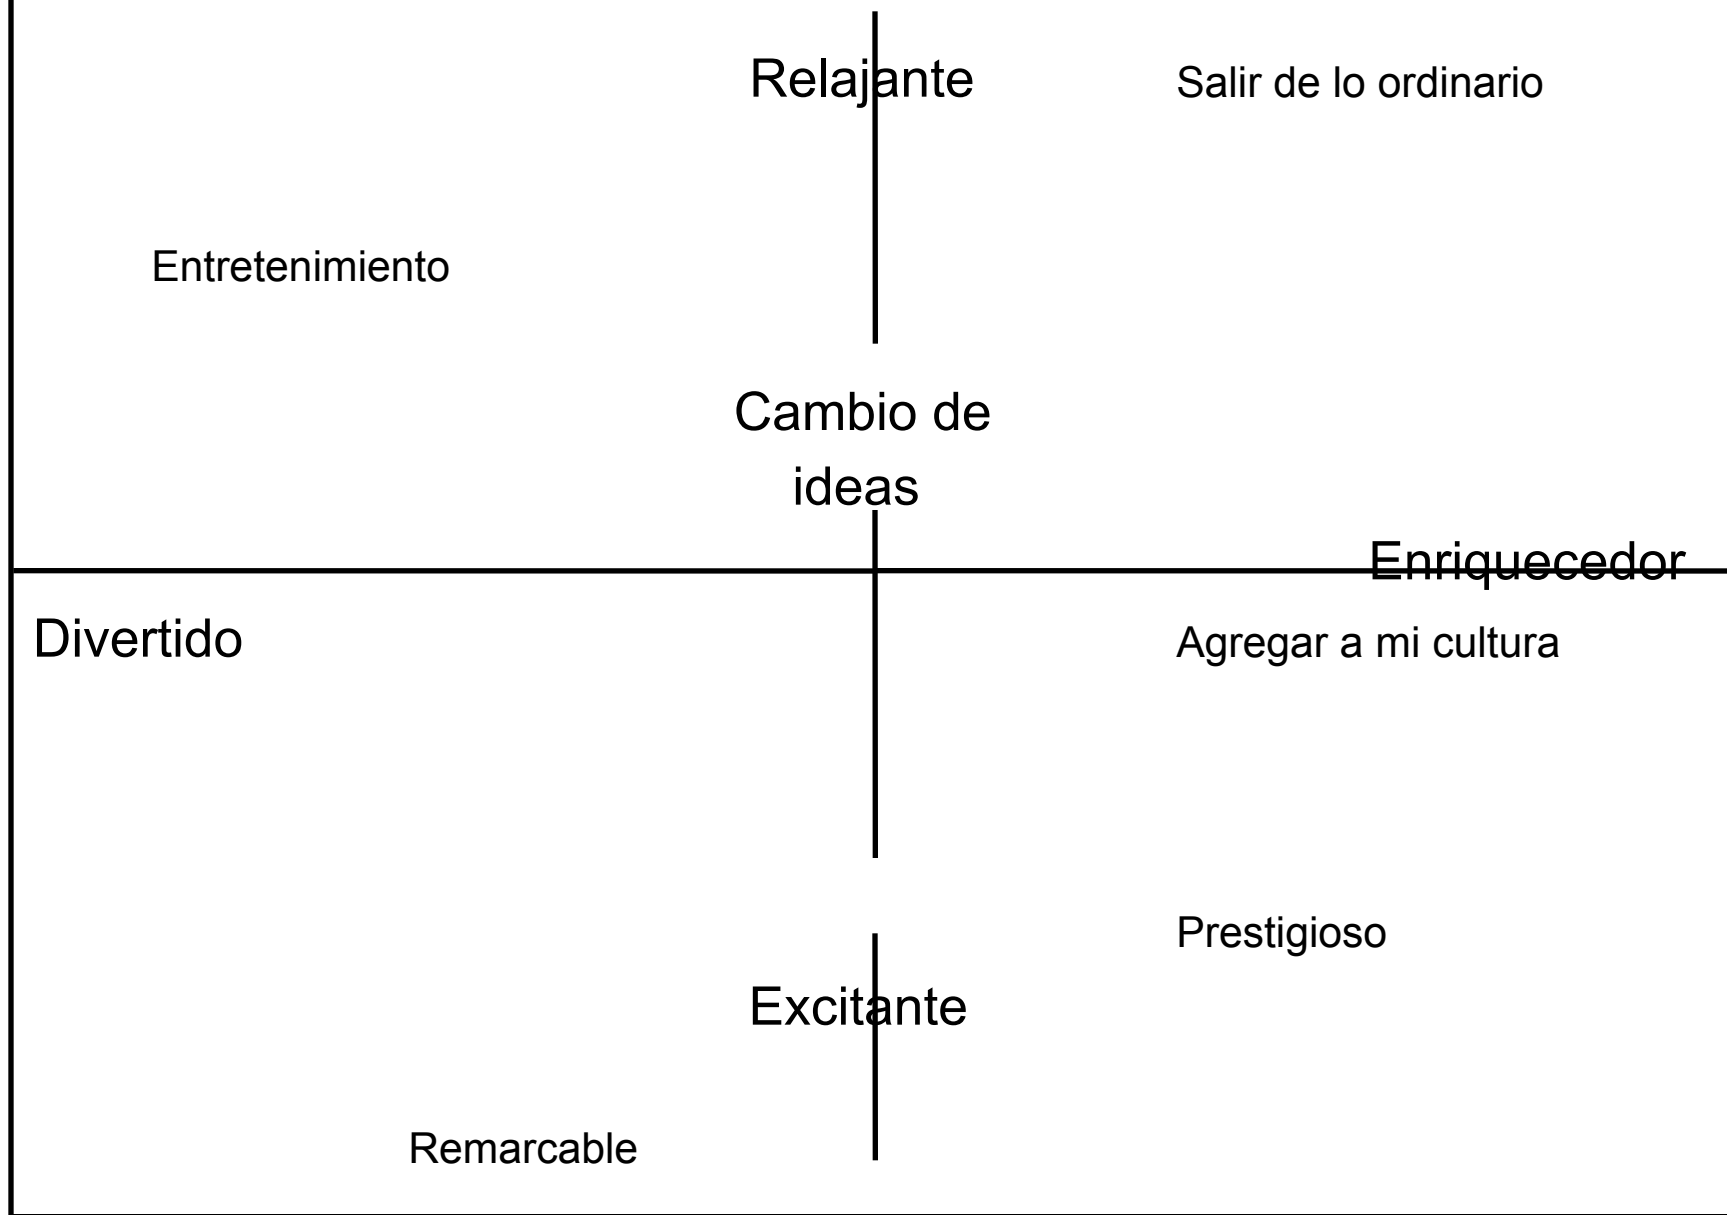 Relajante
Salir de lo ordinario
Entretenimiento
Cambio de
ideas
Enriquecedor
Divertido
Agregar a mi cultura
Prestigioso
Excitante
Remarcable